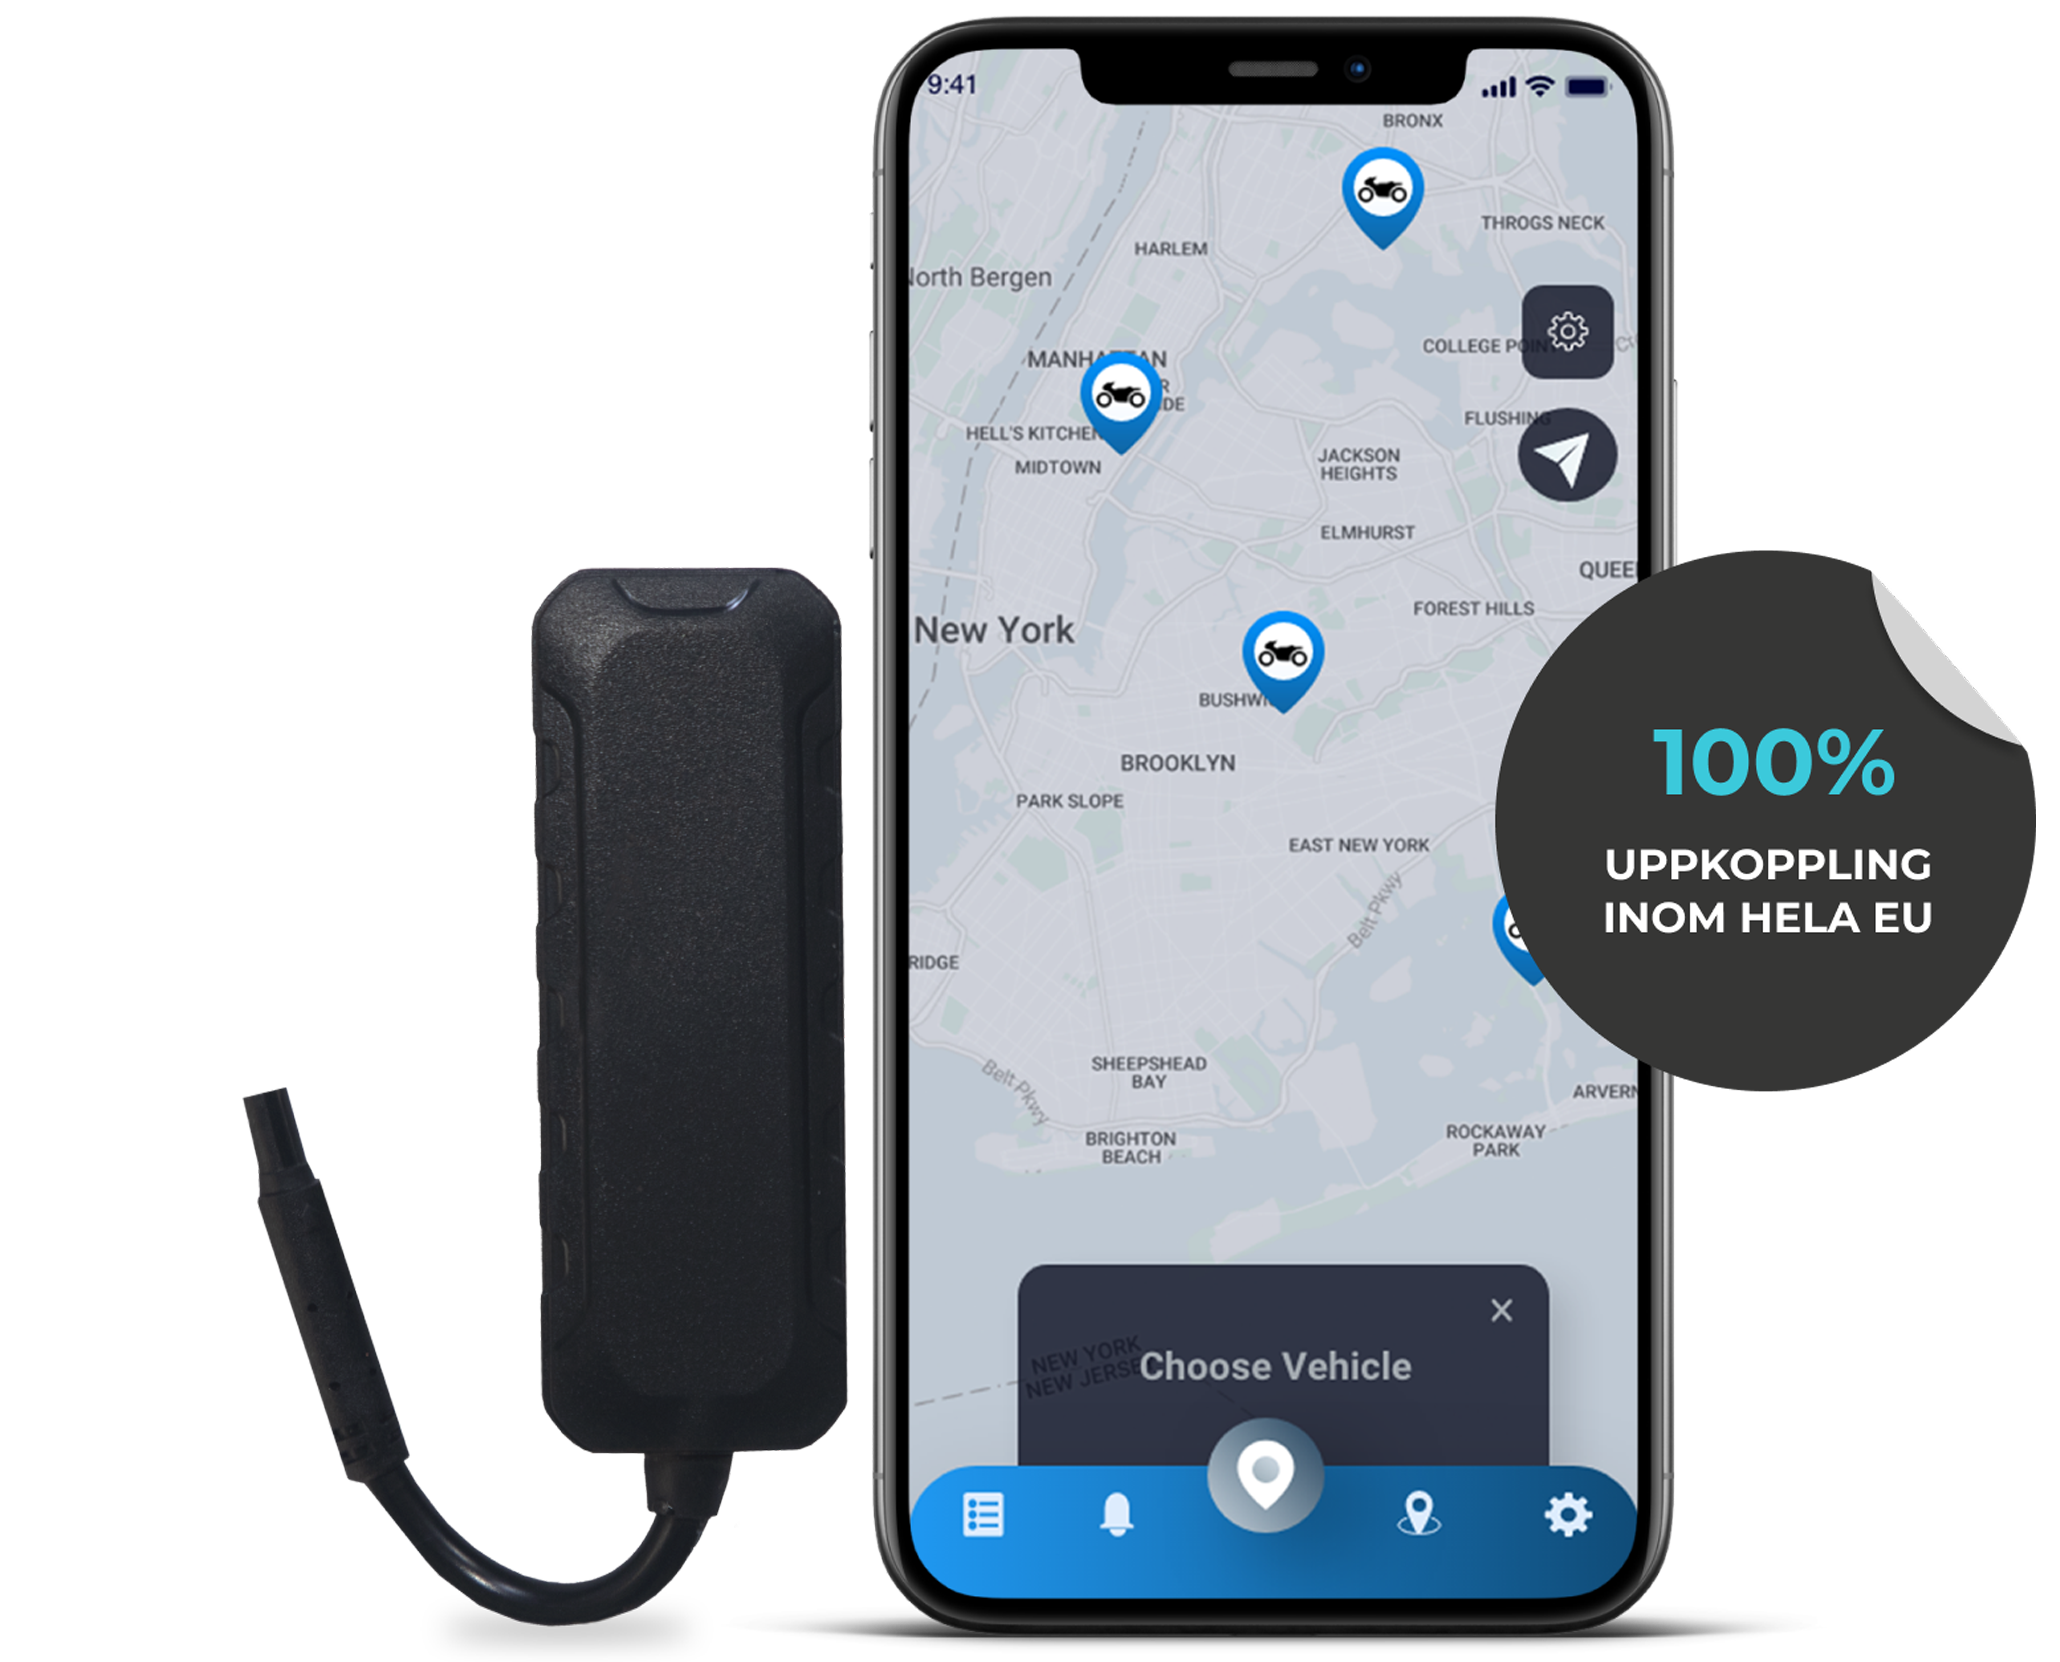 9:41
BRONX
THROGS NECK
HARLEM
North Bergen
COLLEGE POINT
MANHATTAN
FLUSHING
HELL'S KITCHEN
MIDTOWN
JACKSON
HEIGHTS
ELMHURST
QUEE
FOREST HILLS
New York
BUSHWI
BROOKLYN
PARK SLOPE
EAST NEW YORK
Belt Pkwy
RIDGE
SHEEPSHEAD
BAY
Belt Pkwy
ARVERN
BRIGHTON
BEACH
ROCKAWAY
PARK
NEW YORK
NEW JERSE
Choose Vehicle
100%
UPPKOPPLING
INOM HELA EU